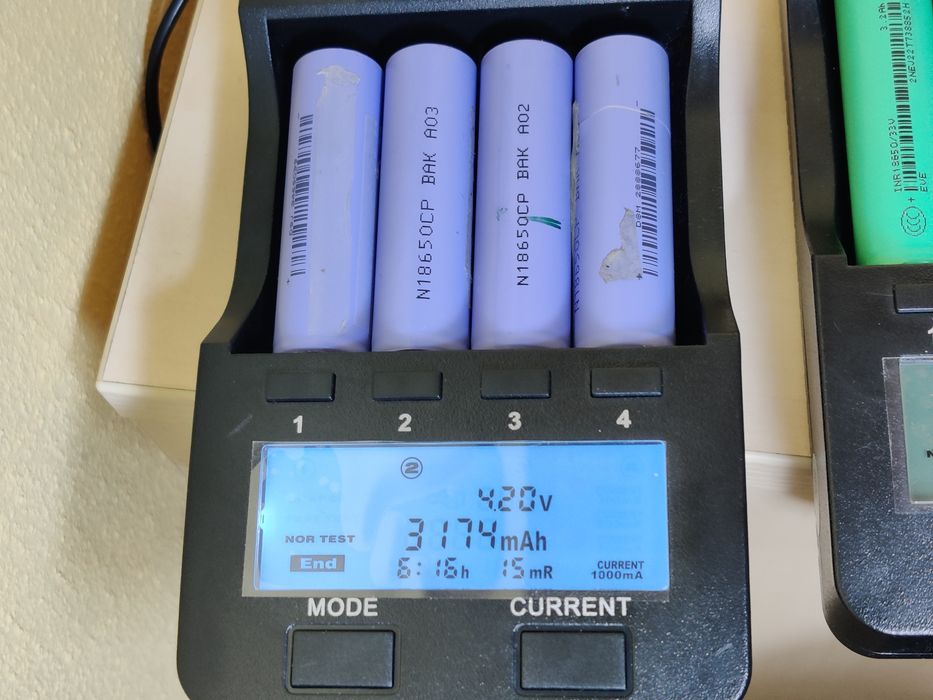 N18650CP BAK A03
N18650CP BAK A02
1
2
3
4
②
4.20V
NOR TEST
3174mAh
End
6:16h
15mR
CURRENT
1000mA
MODE
CURRENT
INR18650/33V
EVE